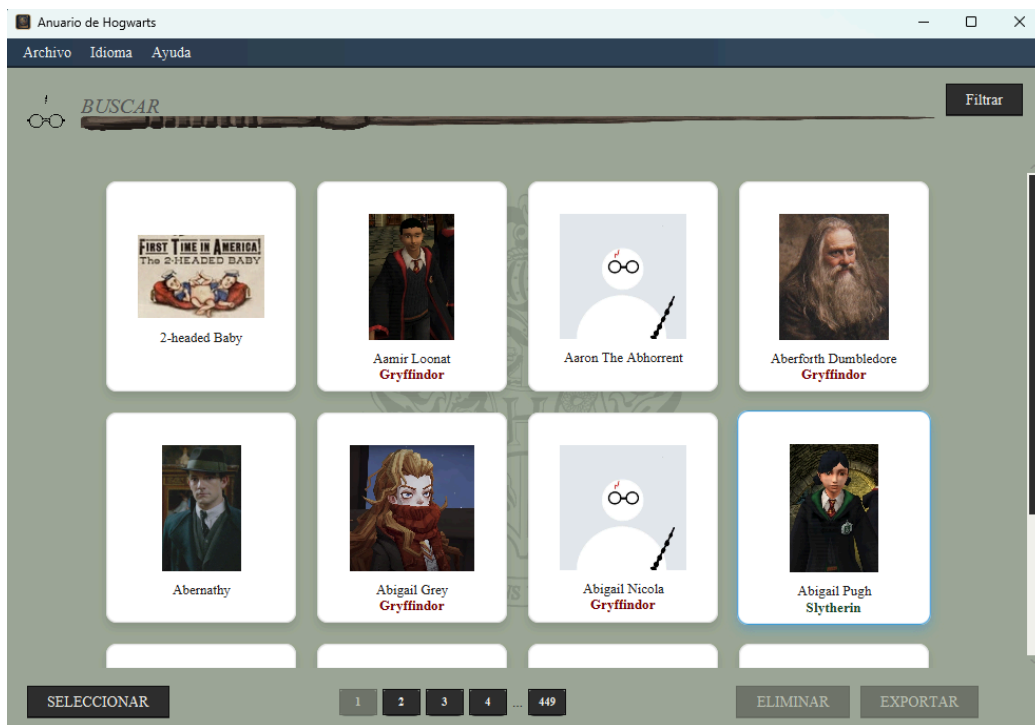 Anuario de Hogwarts
Archivo Idioma Ayuda
BUSCAR
Filtrar
FIRST TIME IN AMERICA!
The 2-HEADED BABY
2-headed Baby
Aamir Loonat
Gryffindor
Aaron The Abhorrent
Aberforth Dumbledore
Gryffindor
Abernathy
Abigail Grey
Gryffindor
Abigail Nicola
Gryffindor
Abigail Pugh
Slytherin
SELECCIONAR
1 2 3 4 ... 449
ELIMINAR
EXPORTAR